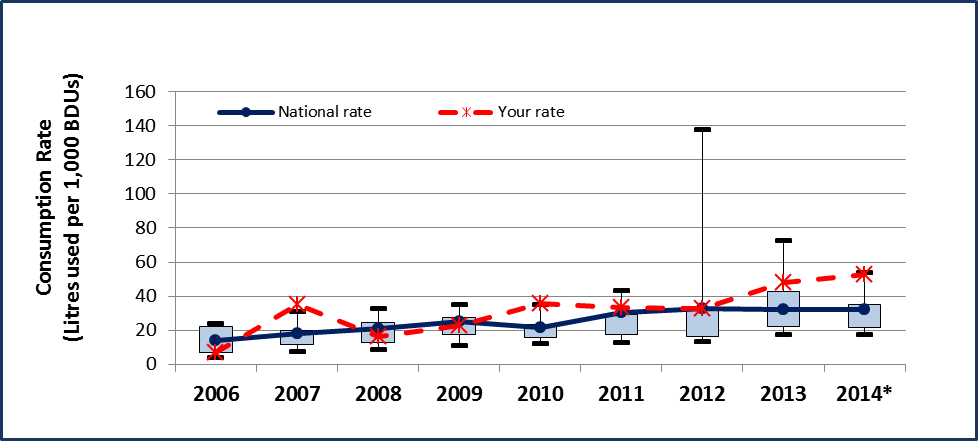 Consumption Rate
(Litres used per 1,000 BDUs)
160
140
120
100
80
60
40
20
0
National rate
Your rate
2006 2007 2008 2009 2010 2011 2012 2013 2014*